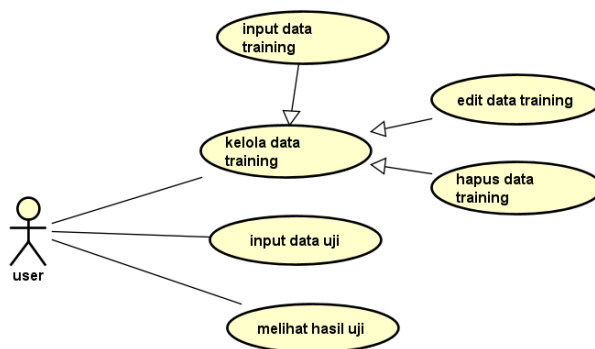 input data
training
edit data training
kelola data
training
hapus data
training
input data uji
user
melihat hasil uji